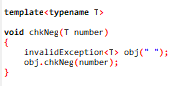 template<typename T>
void chkNeg(T number)
{
invalidException<T> obj(" ");
obj.chkNeg(number);
}